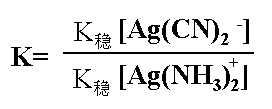 K稳 [Ag(CN)₂⁻]
K=
K稳 [Ag(NH3)₂⁺]